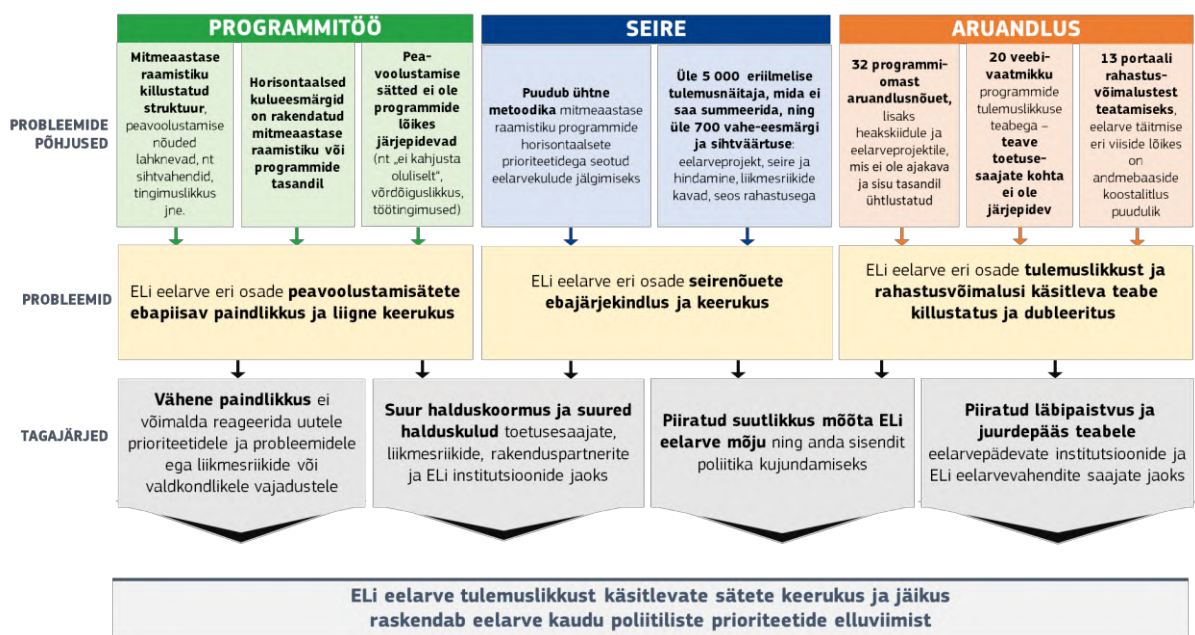 PROGRAMMITÖÖ
SEIRE
ARUANDLUS
PROBLEEMIDE
PÕHJUSED
Mitmeaastase
raamistiku
killustatud
struktuur,
peavoolustamise
nõuded
lahknevad, nt
sihtvahendid,
tingimuslikkus
jne.
Horisontaalsed
kulueesmärgid
on rakendatud
mitmeaastase
raamistiku või
programmide
tasandil
Pea-
voolustamise
sätted ei ole
programmide
lõikes
järjepidevad
(nt „ei kahjusta
oluliselt“,
võrdõiguslikkus,
töötingimused)
Puudub ühtne
metoodika mitmeaastase
raamistiku programmide
horisontaalsete
prioriteetidega seotud
eelarvekulude jälgimiseks
Üle 5 000 eriilmelise
tulemusnäitaja, mida ei
saa summeerida, ning
üle 700 vahe-eesmärgi
ja sihtväärtuse:
eelarveprojekt, seire ja
hindamine, liikmesriikide
kavad, seos rahastusega
32 programmi-
omast
aruandlusnõuet,
lisaks
heakskiidule ja
eelarveprojektile,
mis ei ole ajakava
ja sisu tasandil
ühtlustatud
20 veebi-
vaatmikku
programmide
tulemuslikkuse
teabega –
teave
toetuse-
saajate kohta
ei ole
järjepidev
13 portaali
rahastus-
võimalustest
teatamiseks,
eelarve täitmise
eri viiside lõikes
on
andmebaaside
koostalitlus
puudulik
PROBLEEMID
ELi eelarve eri osade peavoolustamisätete
ebapiisav paindlikkus ja liigne keerukus
ELi eelarve eri osade seirenõuete
ebajärjekindlus ja keerukus
ELi eelarve eri osade tulemuslikkust ja
rahastusvõimalusi käsitleva teabe
killustatus ja dubleeritus
TAGAJÄRJED
Vähene paindlikkus ei
võimalda reageerida uutele
prioriteetidele ja probleemidele
ega liikmesriikide või
valdkondlikele vajadustele
Suur halduskoormus ja suured
halduskulud toetusesaajate,
liikmesriikide, rakenduspartnerite
ja ELi institutsioonide jaoks
Piiratud suutlikkus mõõta ELi
eelarve mõju ning anda sisendit
poliitika kujundamiseks
Piiratud läbipaistvus ja
juurdepääs teabele
eelarvepädevate institutsioonide ja
ELi eelarvevahendite saajate jaoks
ELi eelarve tulemuslikkust käsitlevate sätete keerukus ja jäikus
raskendab eelarve kaudu poliitiliste prioriteetide elluviimist